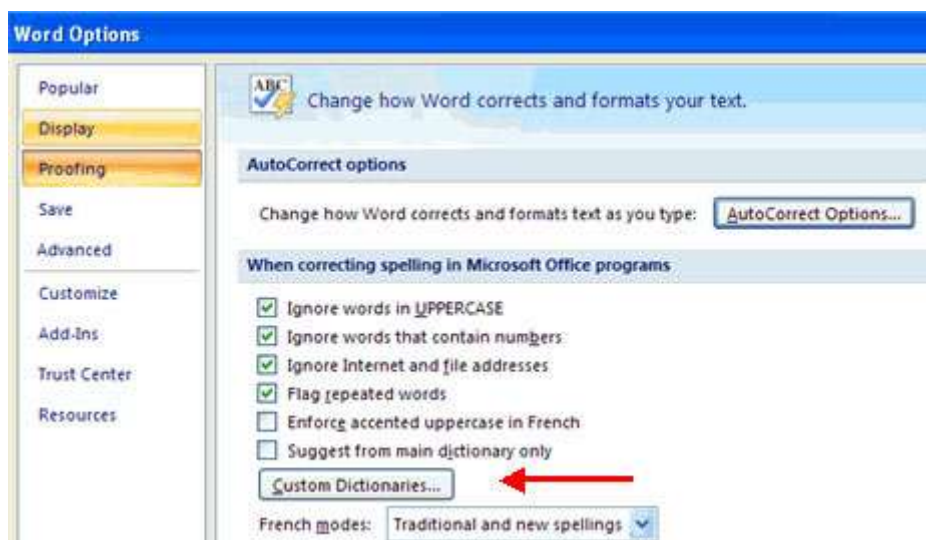 Word Options
Popular
Display
Proofing
Save
Advanced
Customize
Add-Ins
Trust Center
Resources
ABC
Change how Word corrects and formats your text.
AutoCorrect options
Change how Word corrects and formats text as you type: AutoCorrect Options...
When correcting spelling in Microsoft Office programs
Ignore words in UPPERCASE
Ignore words that contain numbers
Ignore Internet and file addresses
Flag repeated words
Enforce accented uppercase in French
Suggest from main dictionary only
Custom Dictionaries...
French modes: Traditional and new spellings